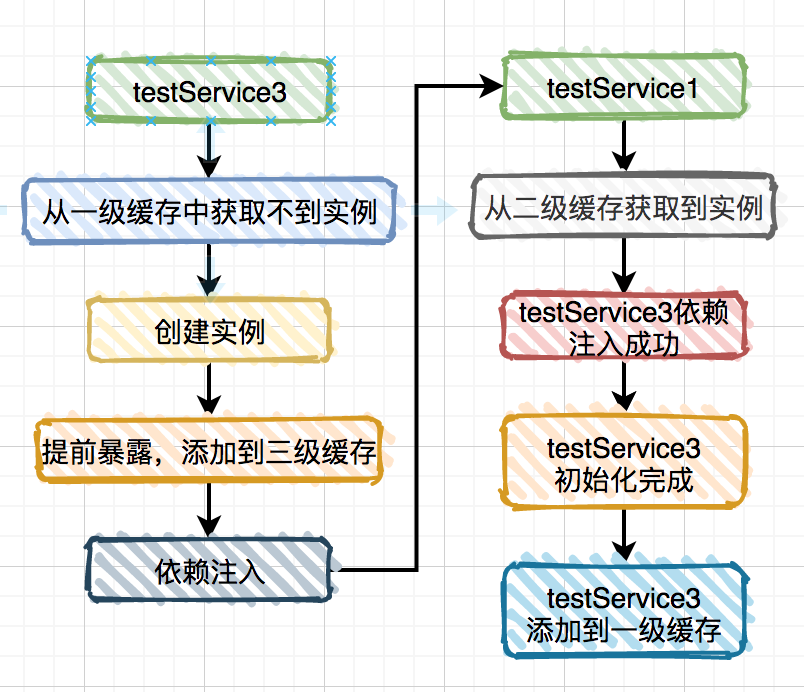 testService3
从一级缓存中获取不到实例
创建实例
提前暴露，添加到三级缓存
依赖注入
testService1
从二级缓存获取到实例
testService3依赖
注入成功
testService3
初始化完成
testService3
添加到一级缓存